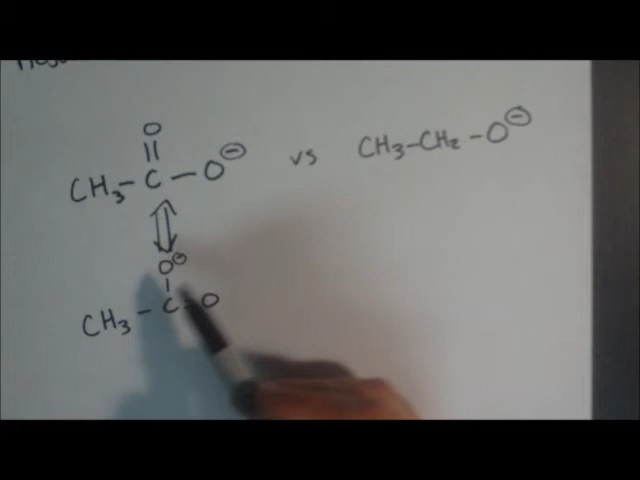 O
||
CH₃-C-O⊖ vs CH₃-CH₂-O⊖
O⊖
|
CH₃-C-O